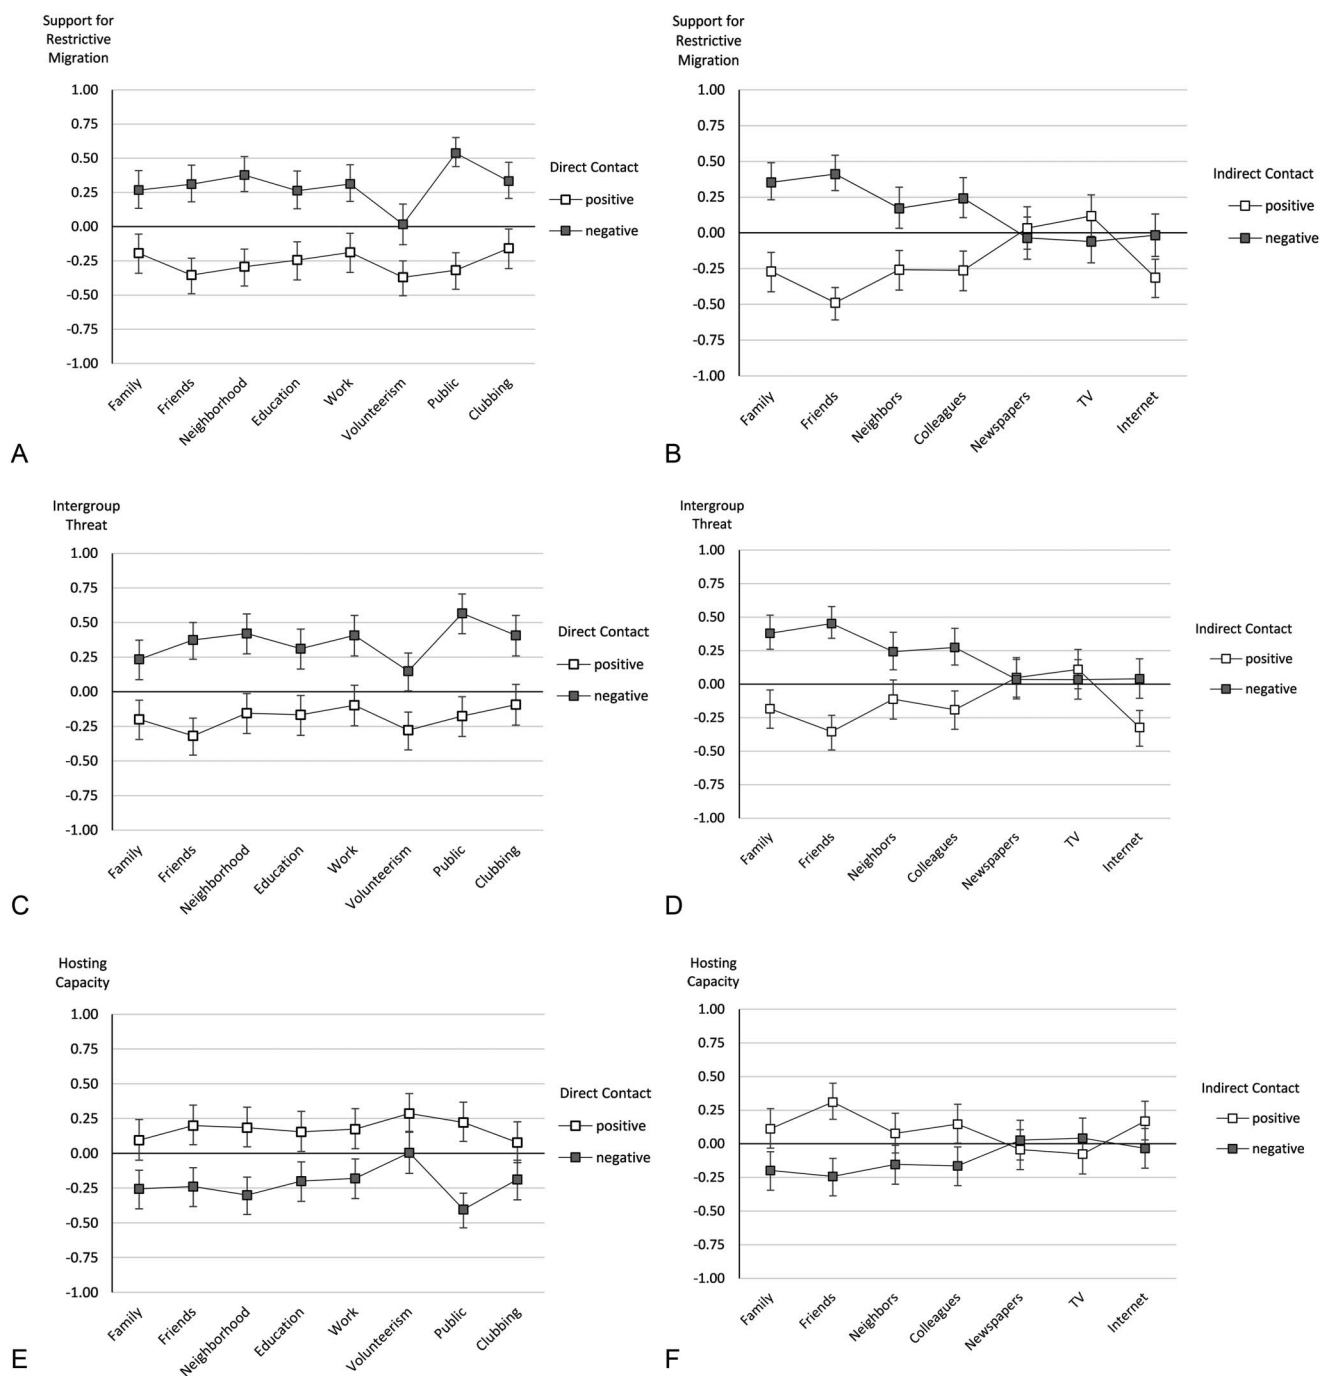 Support for
Restrictive
Migration
1.00
0.75
0.50
0.25
0.00
-0.25
-0.50
-0.75
-1.00
Family
Friends
Neighborhood
Education
Work
Volunteerism
Public
Clubbing
Direct Contact
positive
negative
A
Support for
Restrictive
Migration
1.00
0.75
0.50
0.25
0.00
-0.25
-0.50
-0.75
-1.00
Family
Friends
Neighbors
Colleagues
Newspapers
TV
Internet
Indirect Contact
positive
negative
B
Intergroup
Threat
1.00
0.75
0.50
0.25
0.00
-0.25
-0.50
-0.75
-1.00
Family
Friends
Neighborhood
Education
Work
Volunteerism
Public
Clubbing
Direct Contact
positive
negative
C
Intergroup
Threat
1.00
0.75
0.50
0.25
0.00
-0.25
-0.50
-0.75
-1.00
Family
Friends
Neighbors
Colleagues
Newspapers
TV
Internet
Indirect Contact
positive
negative
D
Hosting
Capacity
1.00
0.75
0.50
0.25
0.00
-0.25
-0.50
-0.75
-1.00
Family
Friends
Neighborhood
Education
Work
Volunteerism
Public
Clubbing
Direct Contact
positive
negative
E
Hosting
Capacity
1.00
0.75
0.50
0.25
0.00
-0.25
-0.50
-0.75
-1.00
Family
Friends
Neighbors
Colleagues
Newspapers
TV
Internet
Indirect Contact
positive
negative
F